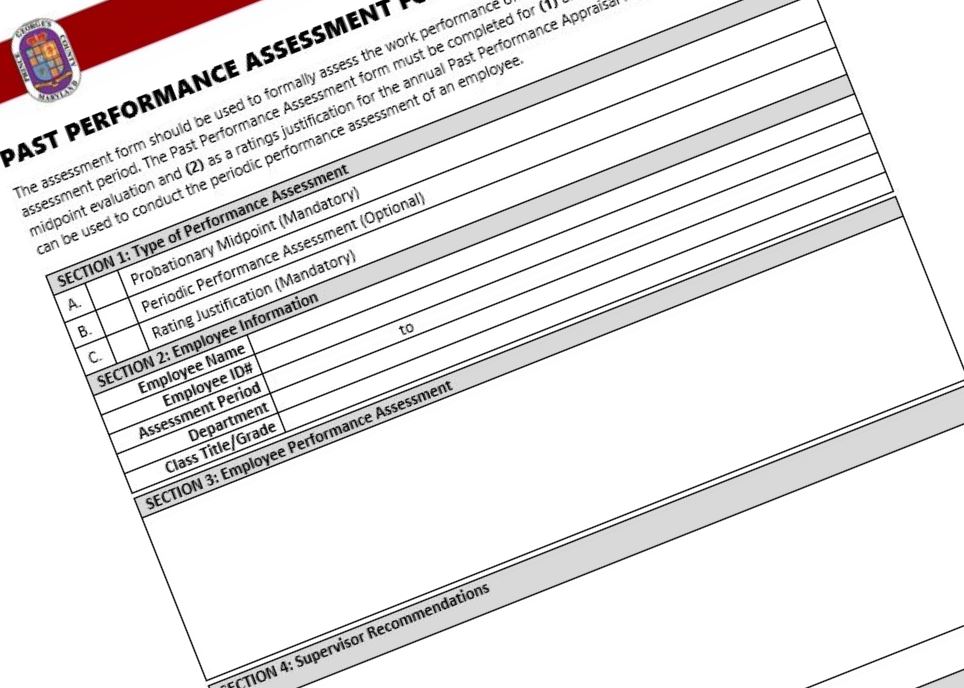 GEORGE'S
PRINCE
COUNTY
MARYLAND
PAST PERFORMANCE ASSESSMENT
The assessment form should be used to formally assess the work performance
assessment period. The Past Performance Assessment form must be completed for (1)
midpoint evaluation and (2) as a ratings justification for the annual Past Performance Appraisal
can be used to conduct the periodic performance assessment of an employee.
SECTION 1: Type of Performance Assessment
A. Probationary Midpoint (Mandatory)
B. Periodic Performance Assessment (Optional)
C. Rating Justification (Mandatory)
SECTION 2: Employee Information
Employee Name
Employee ID#
Assessment Period to
Department
Class Title/Grade
SECTION 3: Employee Performance Assessment
SECTION 4: Supervisor Recommendations